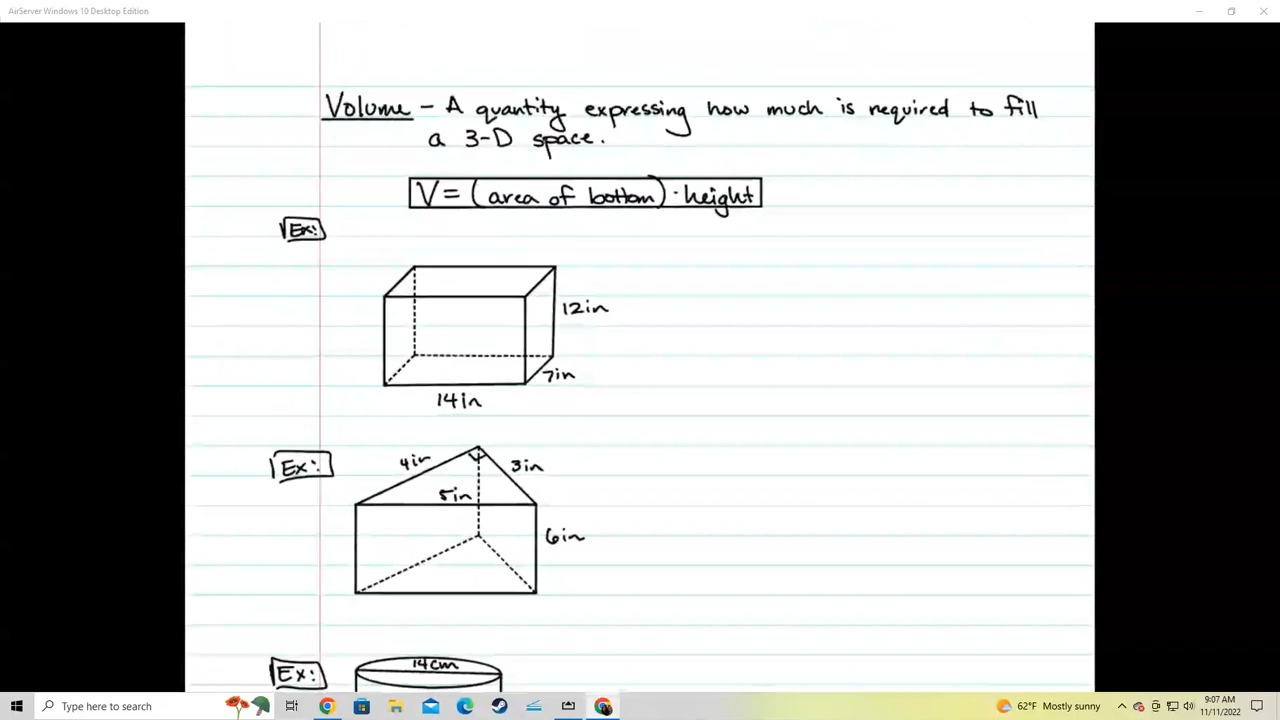 AirServer Windows 10 Desktop Edition
Volume - A quantity expressing how much is required to fill
a 3-D space.
V = (area of bottom) · height
Ex:
12in
7in
14in
Ex:
4in
3in
5in
6in
Ex:
14cm
Type here to search
62°F Mostly sunny
9:07 AM
11/11/2022